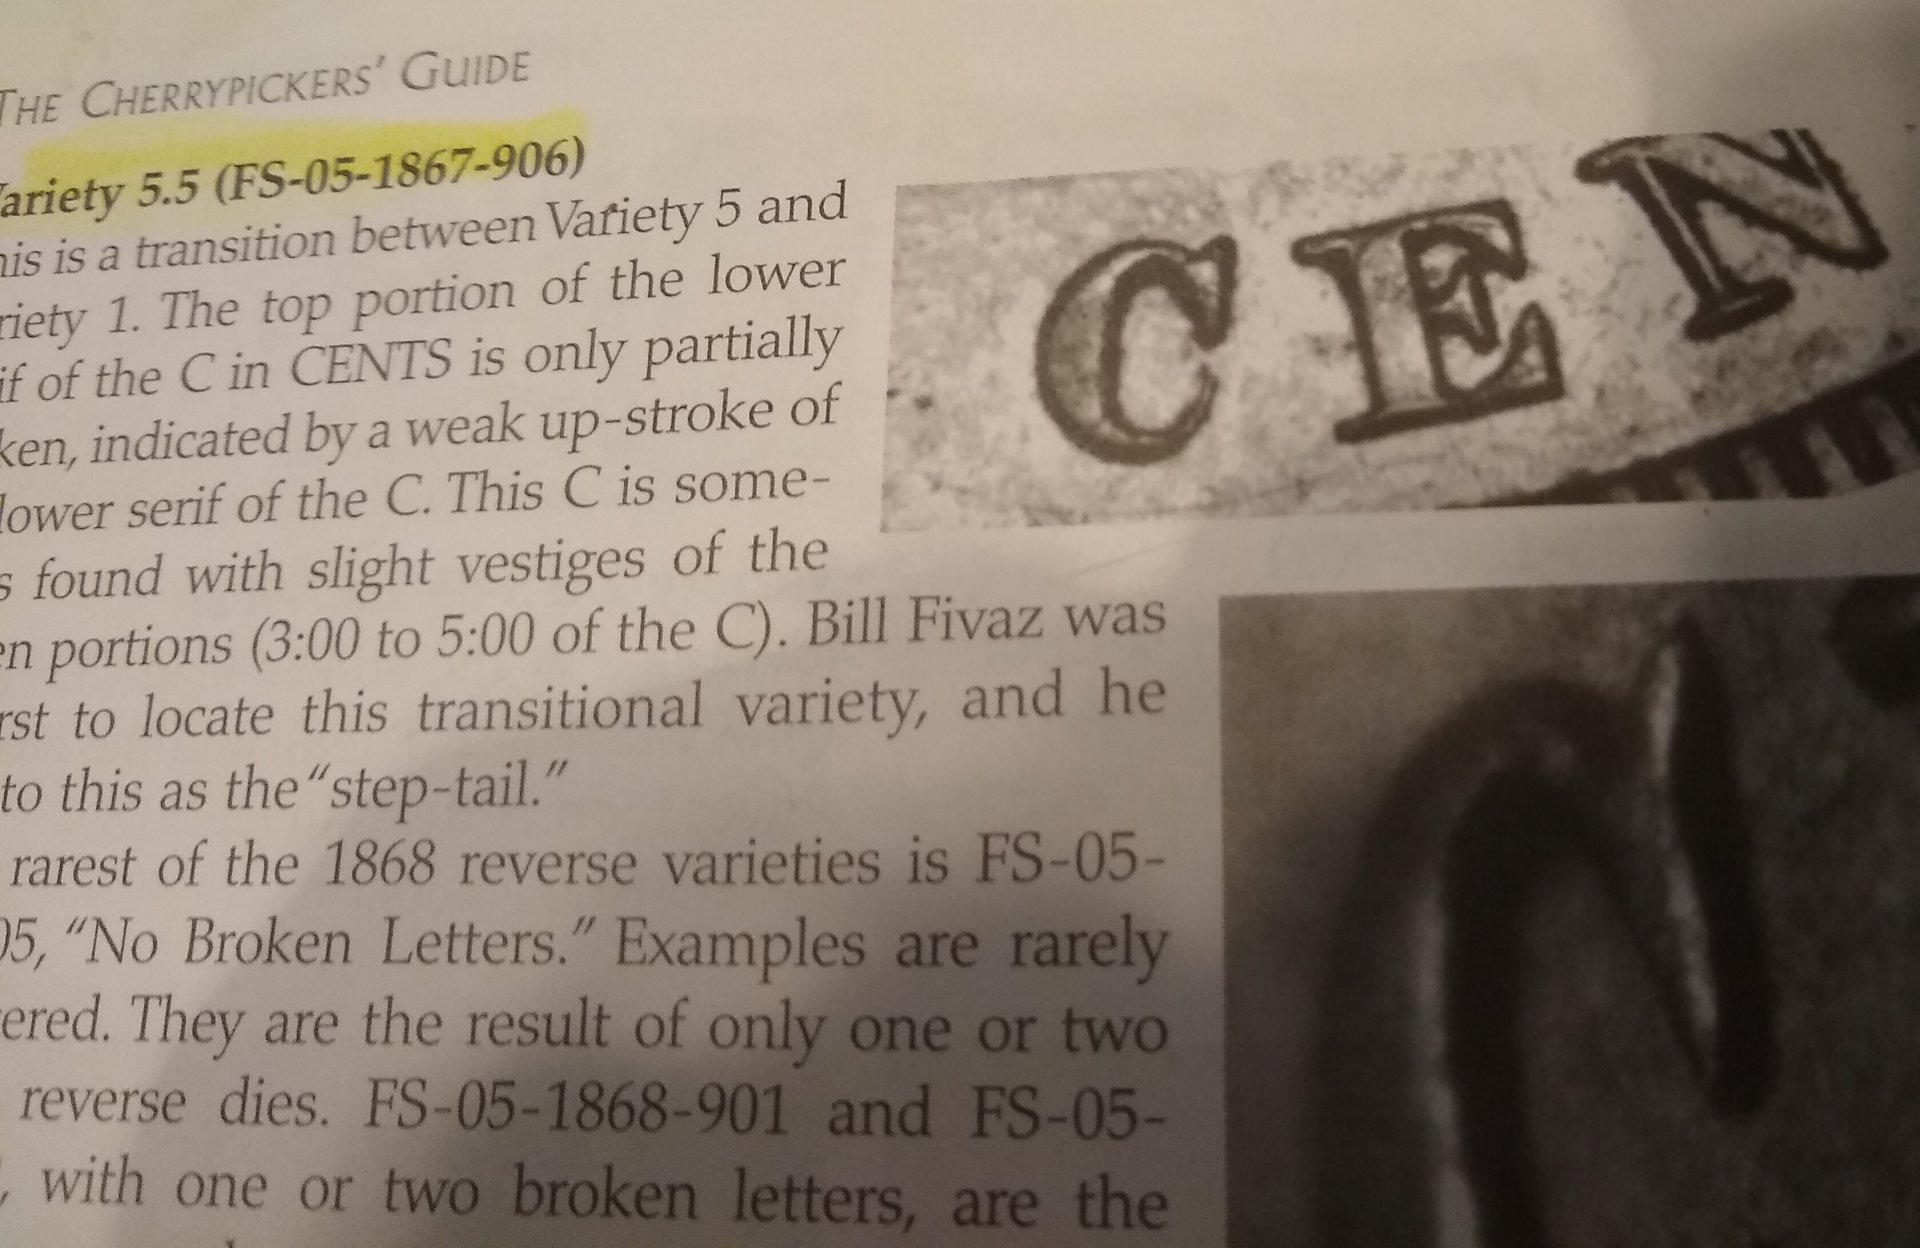 THE CHERRYPICKERS' GUIDE
ariety 5.5 (FS-05-1867-906)
his is a transition between Variety 5 and
riety 1. The top portion of the lower
if of the C in CENTS is only partially
ken, indicated by a weak up-stroke of
lower serif of the C. This C is some-
s found with slight vestiges of the
en portions (3:00 to 5:00 of the C). Bill Fivaz was
rst to locate this transitional variety, and he
to this as the "step-tail."
rarest of the 1868 reverse varieties is FS-05-
05, "No Broken Letters." Examples are rarely
ered. They are the result of only one or two
reverse dies. FS-05-1868-901 and FS-05-
, with one or two broken letters, are the
CEN